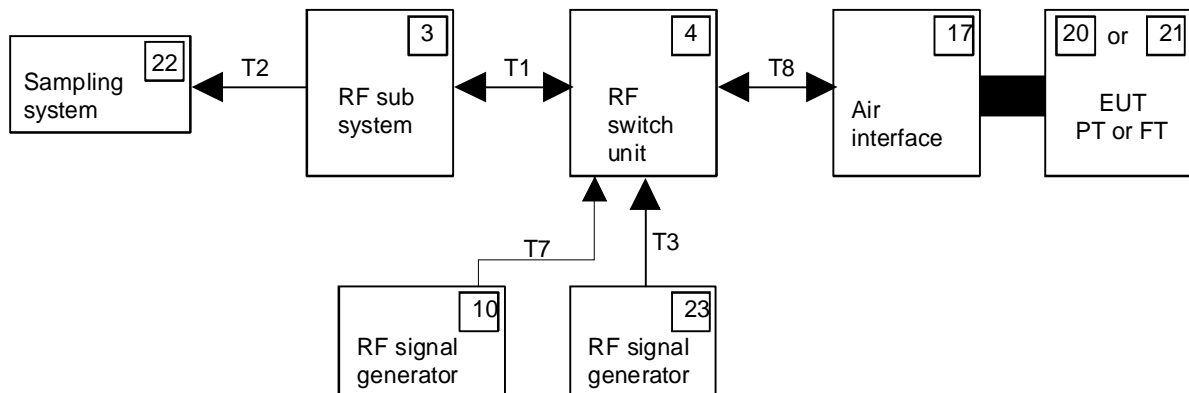 22
Sampling
system
T2
3
RF sub
system
T1
4
RF
switch
unit
T8
17
Air
interface
20 or 21
EUT
PT or FT
T7
T3
10
RF signal
generator
23
RF signal
generator